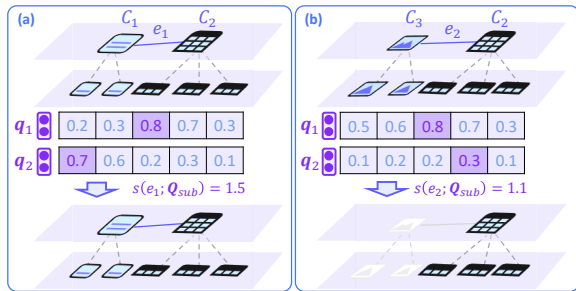 (a)
C₁ e₁ C₂
q₁ 0.2 0.3 0.8 0.7 0.3
q₂ 0.7 0.6 0.2 0.3 0.1
s(e₁; Q_sub) = 1.5
(b)
C₃ e₂ C₂
q₁ 0.5 0.6 0.8 0.7 0.3
q₂ 0.1 0.2 0.2 0.3 0.1
s(e₂; Q_sub) = 1.1